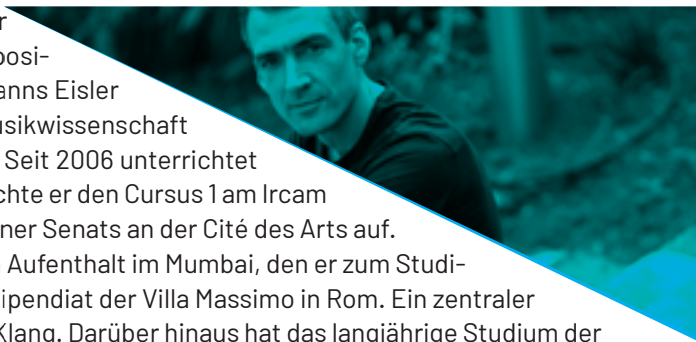 r
posi-
anns Eisler
usikwissenschaft
Seit 2006 unterrichtet
chte er den Cursus 1 am Ircam
ner Senats an der Cité des Arts auf.
Aufenthalt im Mumbai, den er zum Studi-
tipendiat der Villa Massimo in Rom. Ein zentraler
Klang. Darüber hinaus hat das langjährige Studium der